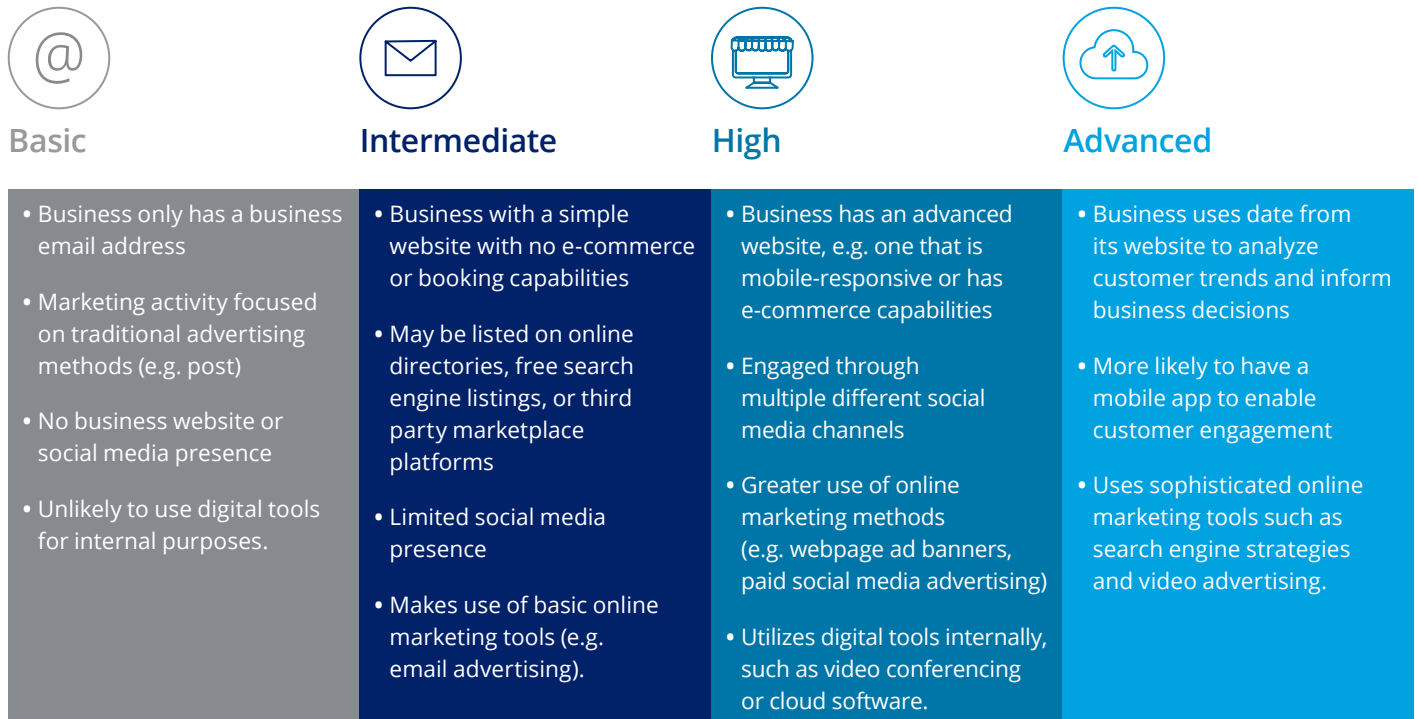 @
Basic
Intermediate
High
Advanced
• Business only has a business
email address
• Marketing activity focused
on traditional advertising
methods (e.g. post)
• No business website or
social media presence
• Unlikely to use digital tools
for internal purposes.
• Business with a simple
website with no e-commerce
or booking capabilities
• May be listed on online
directories, free search
engine listings, or third
party marketplace
platforms
• Limited social media
presence
• Makes use of basic online
marketing tools (e.g.
email advertising).
• Business has an advanced
website, e.g. one that is
mobile-responsive or has
e-commerce capabilities
• Engaged through
multiple different social
media channels
• Greater use of online
marketing methods
(e.g. webpage ad banners,
paid social media advertising)
• Utilizes digital tools internally,
such as video conferencing
or cloud software.
• Business uses date from
its website to analyze
customer trends and inform
business decisions
• More likely to have a
mobile app to enable
customer engagement
• Uses sophisticated online
marketing tools such as
search engine strategies
and video advertising.